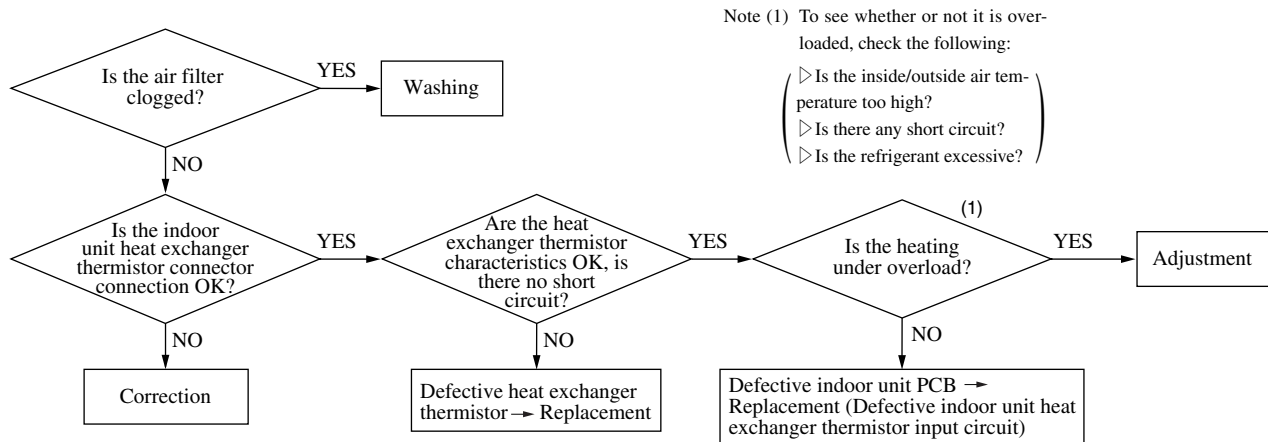 Note (1) To see whether or not it is over-
loaded, check the following:
▷Is the inside/outside air tem-
perature too high?
▷Is there any short circuit?
▷Is the refrigerant excessive?
Is the air filter
clogged?
YES
Washing
NO
Is the indoor
unit heat exchanger
thermistor connector
connection OK?
YES
NO
Correction
Are the heat
exchanger thermistor
characteristics OK, is
there no short
circuit?
YES
NO
Defective heat exchanger
thermistor → Replacement
(1)
Is the heating
under overload?
YES
Adjustment
NO
Defective indoor unit PCB →
Replacement (Defective indoor unit heat
exchanger thermistor input circuit)